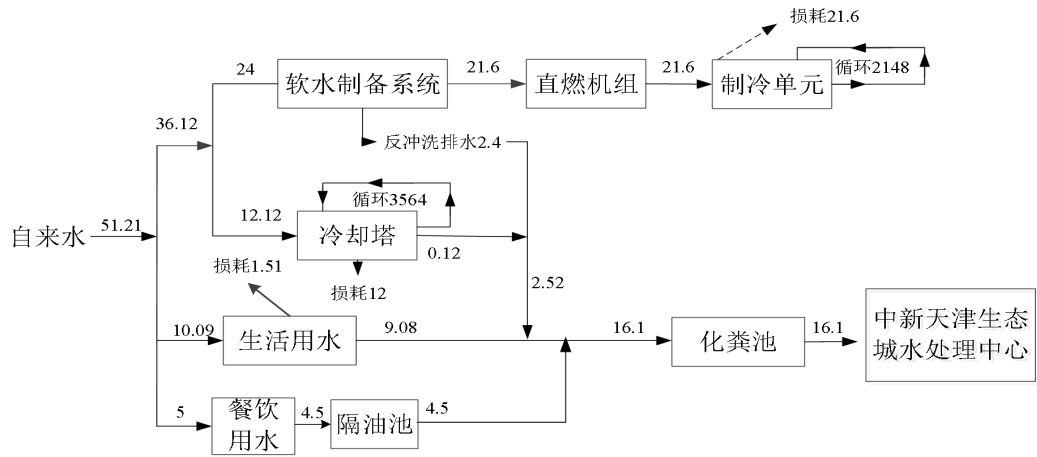 损耗21.6
24
软水制备系统
21.6
直燃机组
21.6
制冷单元
循环2148
36.12
反冲洗排水2.4
循环3564
自来水
51.21
12.12
冷却塔
0.12
损耗1.51
损耗12
2.52
10.09
生活用水
9.08
16.1
化粪池
16.1
中新天津生态
城水处理中心
5
餐饮
用水
4.5
隔油池
4.5